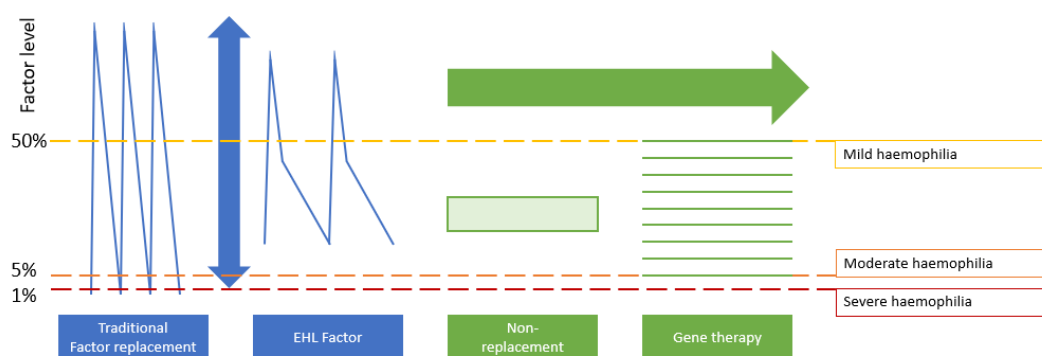 Factor level
50%
Mild haemophilia
5%
Moderate haemophilia
1%
Severe haemophilia
Traditional
Factor replacement
EHL Factor
Non-
replacement
Gene therapy